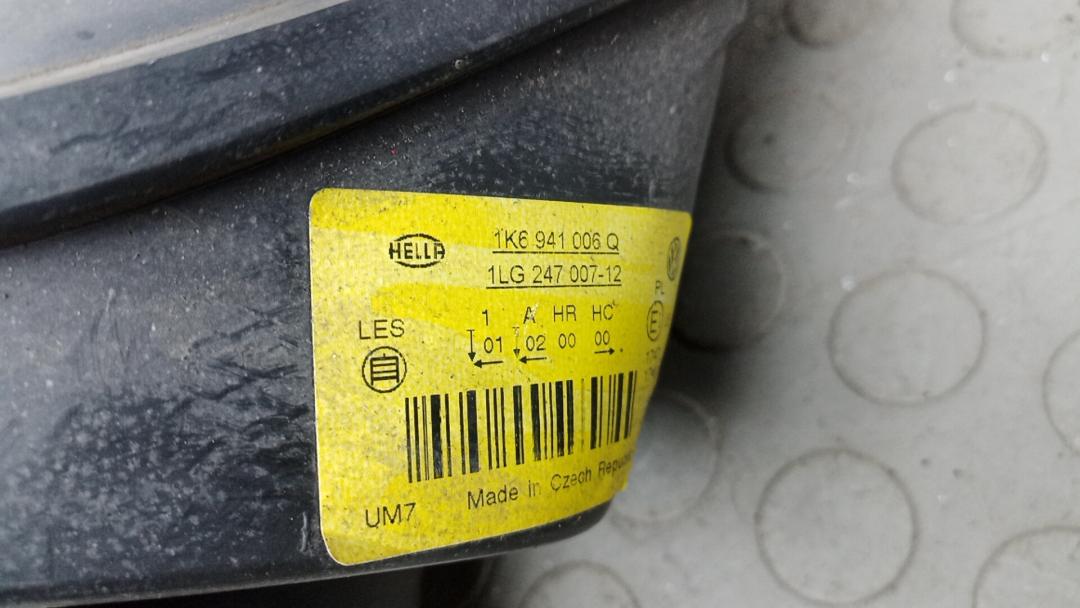 HELLA
1K6 941 006 Q
1LG 247 007-12
PL
1 A HR HC
LES
01 02 00 00
E
Made in Czech
UM7